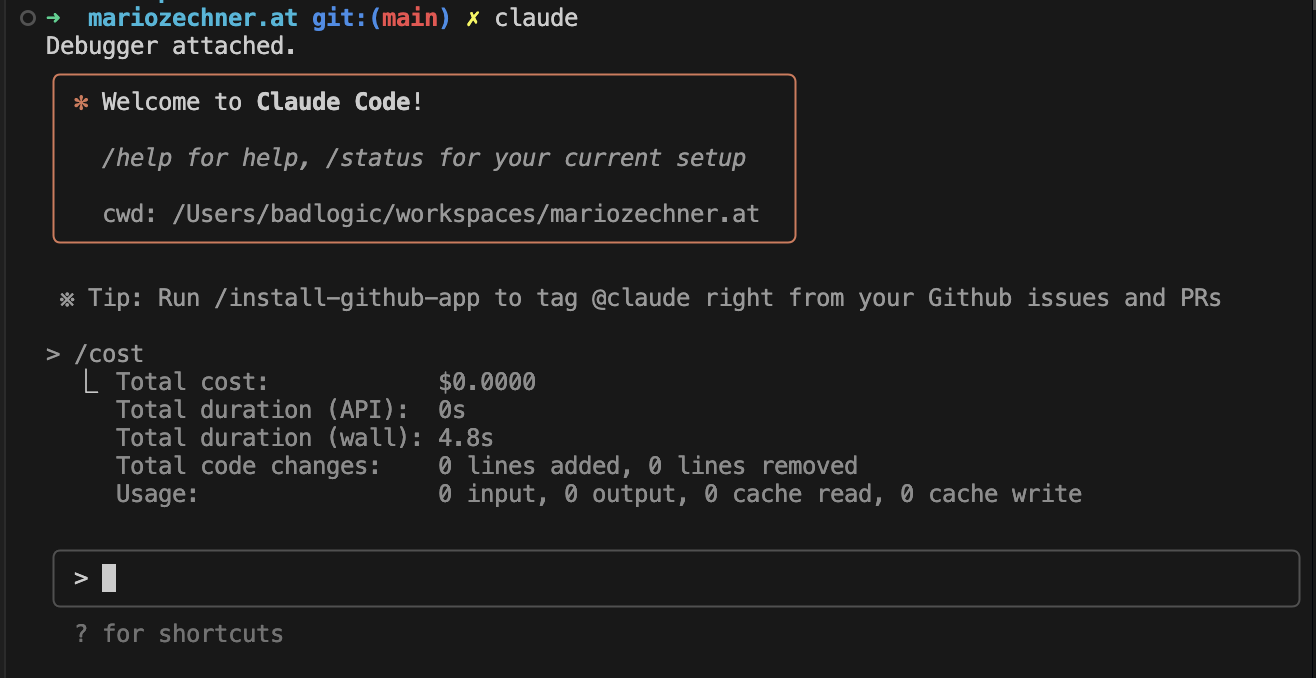 ➜ mariozechner.at git:(main) ✗ claude
Debugger attached.
✻ Welcome to Claude Code!
/help for help, /status for your current setup
cwd: /Users/badlogic/workspaces/mariozechner.at
※ Tip: Run /install-github-app to tag @claude right from your Github issues and PRs
> /cost
⎿ Total cost: $0.0000
Total duration (API): 0s
Total duration (wall): 4.8s
Total code changes: 0 lines added, 0 lines removed
Usage: 0 input, 0 output, 0 cache read, 0 cache write
>
? for shortcuts